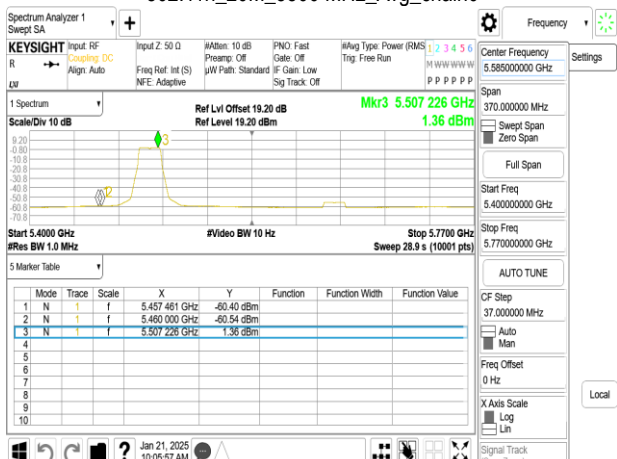 Spectrum Analyzer 1
Swept SA
+
Frequency
KEYSIGHT
R
LXI
Input: RF
Coupling: DC
Align: Auto
Input Z: 50 Ω
Freq Ref: Int (S)
NFE: Adaptive
#Atten: 10 dB
Preamp: Off
µW Path: Standard
PNO: Fast
Gate: Off
IF Gain: Low
Sig Track: Off
#Avg Type: Power (RMS
Trig: Free Run
1 2 3 4 5 6
M W W W W W
P P P P P P
Center Frequency
5.585000000 GHz
Settings
Span
370.000000 MHz
Swept Span
Zero Span
Full Span
Start Freq
5.400000000 GHz
Stop Freq
5.770000000 GHz
AUTO TUNE
CF Step
37.000000 MHz
Auto
Man
Freq Offset
0 Hz
X Axis Scale
Log
Lin
Signal Track
Local
1 Spectrum
Scale/Div 10 dB
Ref Lvl Offset 19.20 dB
Ref Level 19.20 dBm
Mkr3 5.507 226 GHz
1.36 dBm
9.20
-0.80
-10.8
-20.8
-30.8
-40.8
-50.8
-60.8
-70.8
3
2
Start 5.4000 GHz
#Res BW 1.0 MHz
#Video BW 10 Hz
Stop 5.7700 GHz
Sweep 28.9 s (10001 pts)
5 Marker Table
Mode Trace Scale X Y Function Function Width Function Value
1 N 1 f 5.457 461 GHz -60.40 dBm
2 N 1 f 5.460 000 GHz -60.54 dBm
3 N 1 f 5.507 226 GHz 1.36 dBm
4
5
6
7
8
9
10
?
Jan 21, 2025
10:05:57 AM